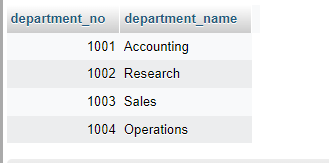 department_no department_name
1001 Accounting
1002 Research
1003 Sales
1004 Operations